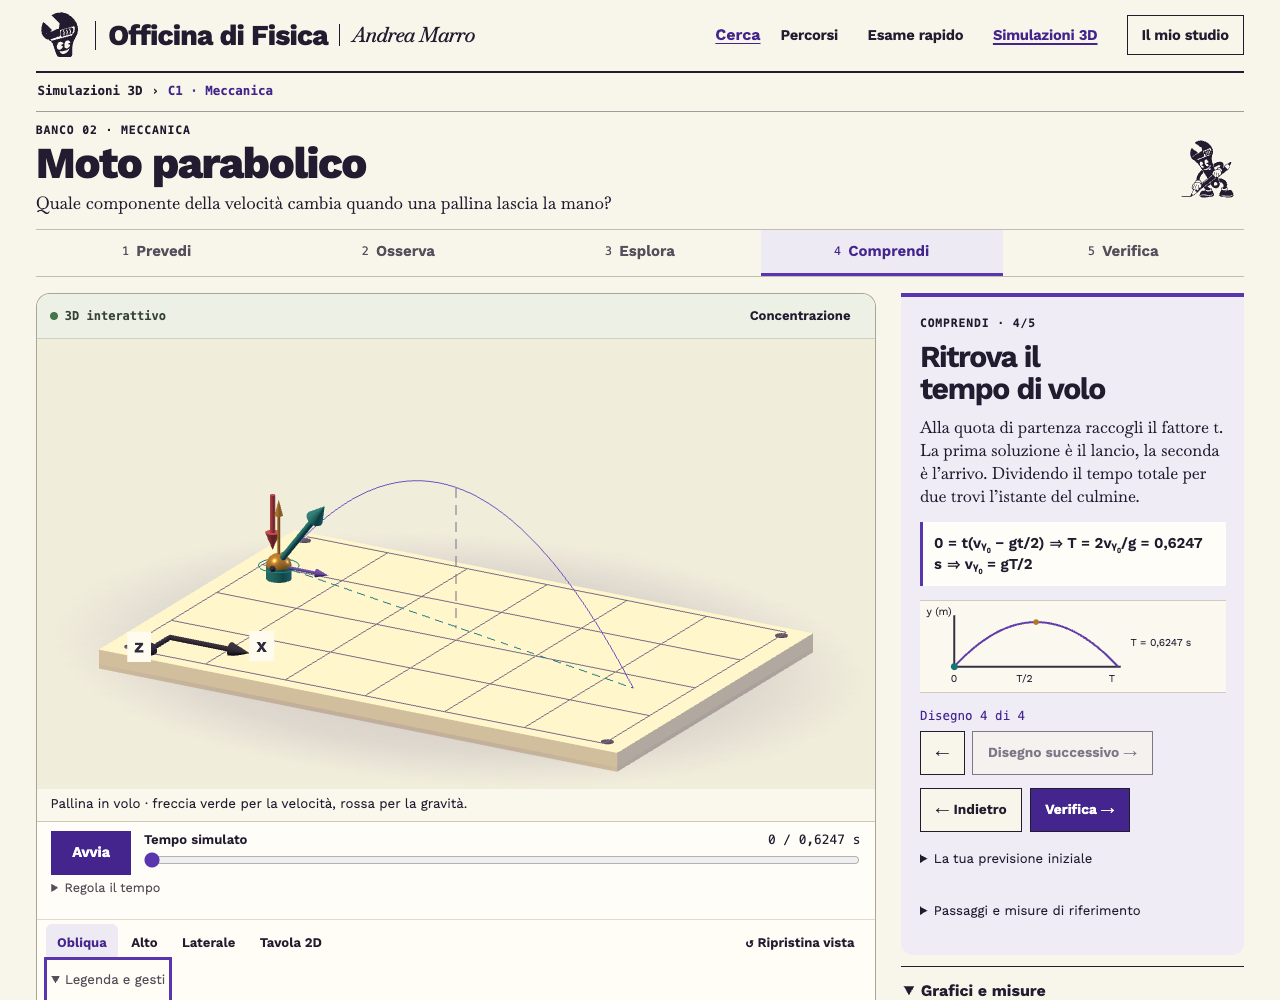 Officina di Fisica
Andrea Marro
Cerca
Percorsi
Esame rapido
Simulazioni 3D
Il mio studio
Simulazioni 3D › C1 · Meccanica
BANCO 02 · MECCANICA
Moto parabolico
Quale componente della velocità cambia quando una pallina lascia la mano?
1 Prevedi
2 Osserva
3 Esplora
4 Comprendi
5 Verifica
3D interattivo
Concentrazione
Z
X
Pallina in volo · freccia verde per la velocità, rossa per la gravità.
Avvia
Tempo simulato
0 / 0,6247 s
▶ Regola il tempo
Obliqua
Alto
Laterale
Tavola 2D
↺ Ripristina vista
▼ Legenda e gesti
COMPRENDI · 4/5
Ritrova il
tempo di volo
Alla quota di partenza raccogli il fattore t.
La prima soluzione è il lancio, la seconda
è l’arrivo. Dividendo il tempo totale per
due trovi l’istante del culmine.
0 = t(vY₀ − gt/2) ⇒ T = 2vY₀/g = 0,6247
s ⇒ vY₀ = gT/2
y (m)
T = 0,6247 s
0
T/2
T
Disegno 4 di 4
←
Disegno successivo →
← Indietro
Verifica →
▶ La tua previsione iniziale
▶ Passaggi e misure di riferimento
▼ Grafici e misure